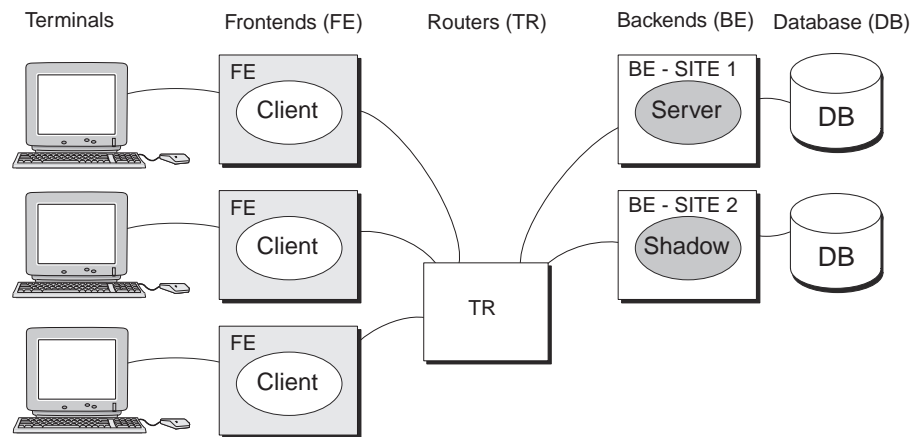 Terminals Frontends (FE) Routers (TR) Backends (BE) Database (DB)
FE
Client
BE - SITE 1
Server
DB
FE
Client
BE - SITE 2
Shadow
DB
TR
FE
Client